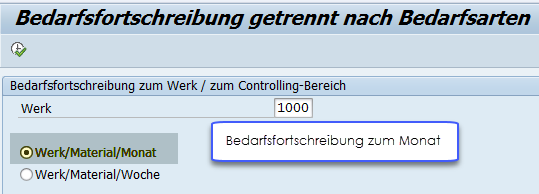 Bedarfsfortschreibung getrennt nach Bedarfsarten
Bedarfsfortschreibung zum Werk / zum Controlling-Bereich
Werk 1000
Bedarfsfortschreibung zum Monat
Werk/Material/Monat
Werk/Material/Woche